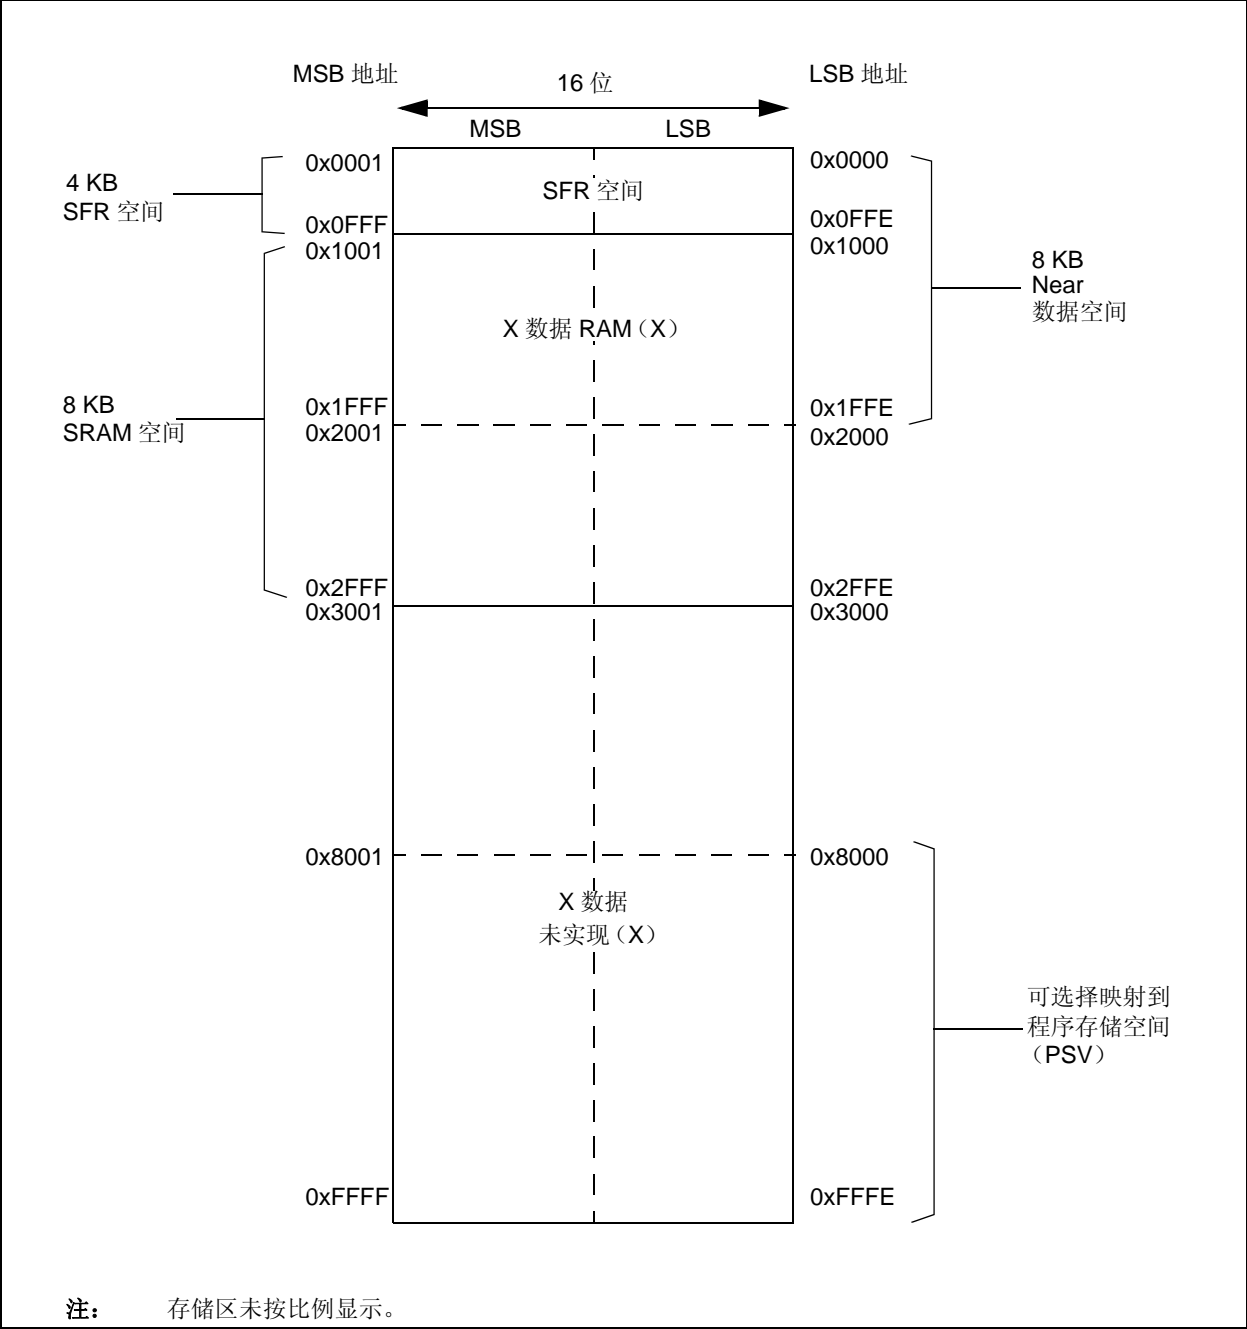 MSB 地址
16 位
LSB 地址
MSB
LSB
0x0001
0x0000
4 KB
SFR 空间
SFR 空间
0x0FFF
0x0FFE
0x1001
0x1000
8 KB
Near
数据空间
X 数据 RAM（X）
8 KB
SRAM 空间
0x1FFF
0x1FFE
0x2001
0x2000
0x2FFF
0x2FFE
0x3001
0x3000
0x8001
0x8000
X 数据
未实现（X）
可选择映射到
程序存储空间
（PSV）
0xFFFF
0xFFFE
注： 存储区未按比例显示。